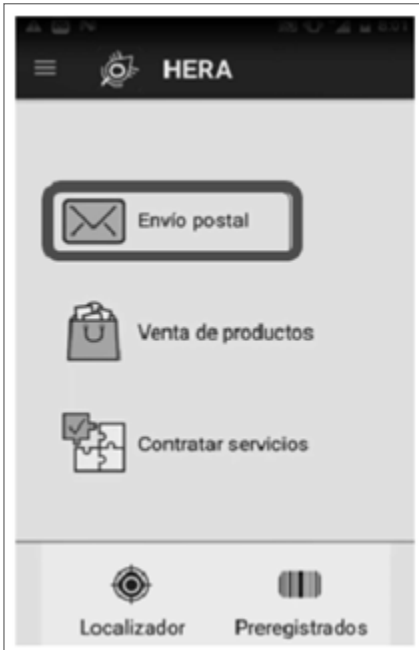 HERA
Envío postal
Venta de productos
Contratar servicios
Localizador
Preregistrados